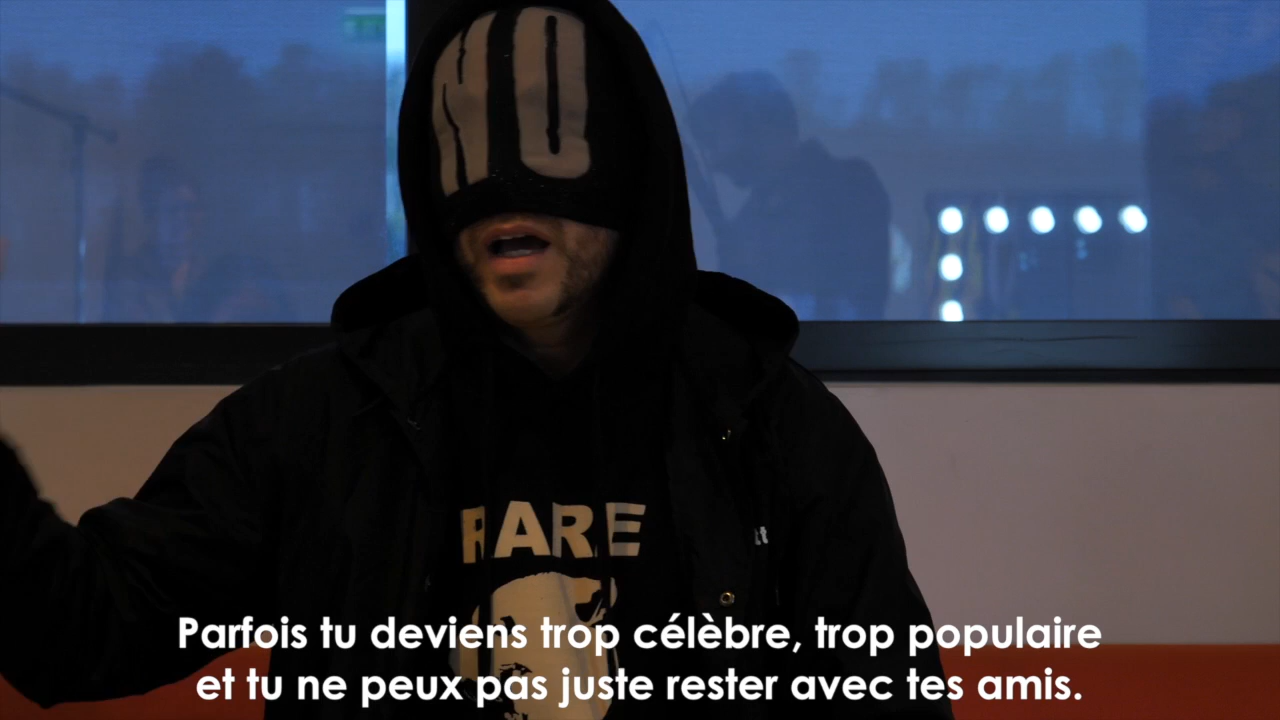 NO
RARE
Parfois tu deviens trop célèbre, trop populaire
et tu ne peux pas juste rester avec tes amis.